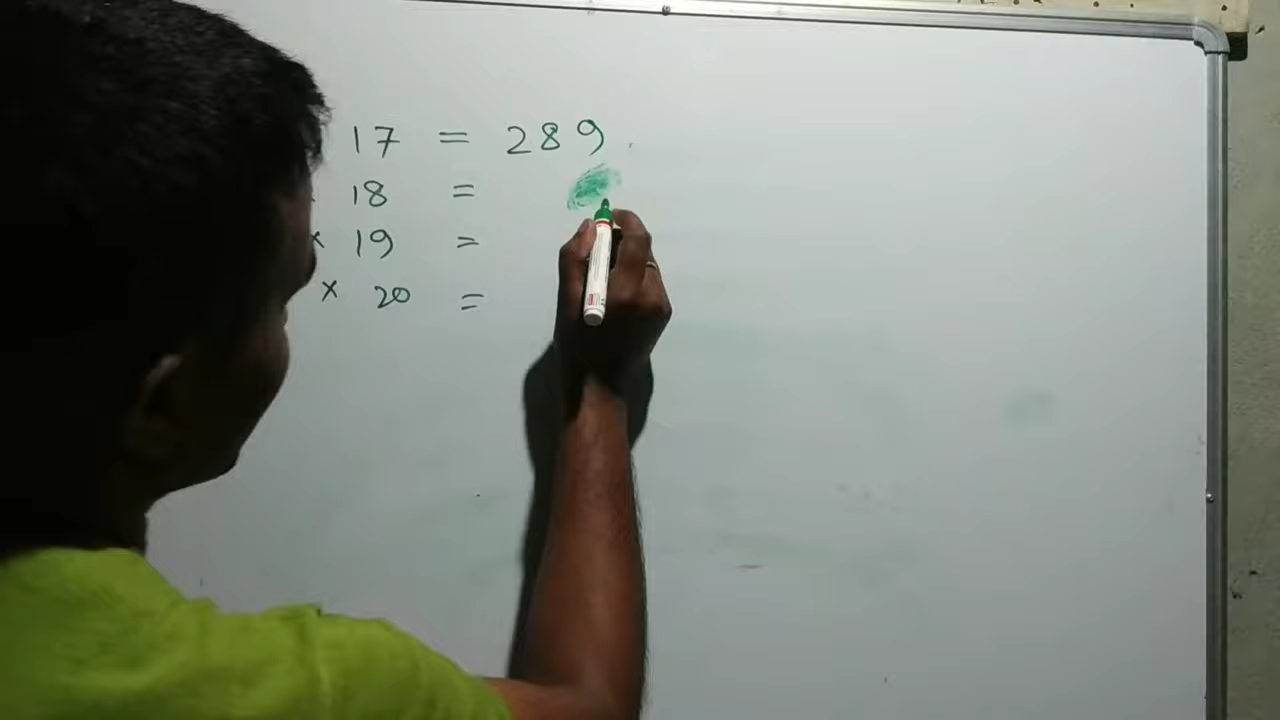 17 = 289
18 =
× 19 =
× 20 =